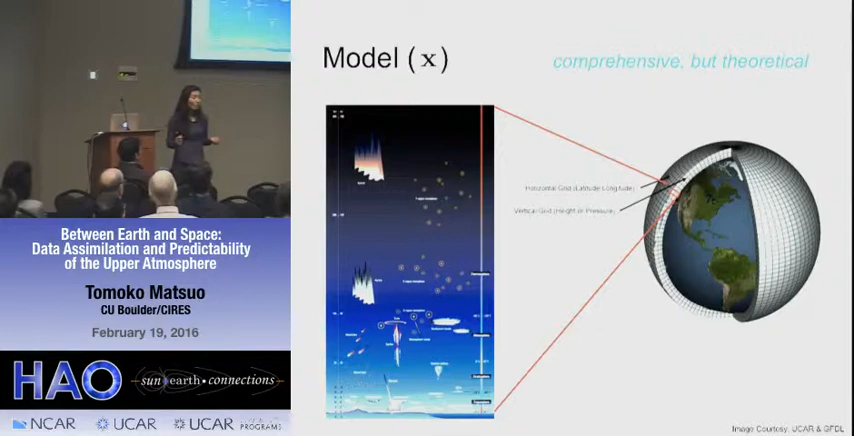 Model (x)
comprehensive, but theoretical
Horizontal Grid (Latitude-Longitude)
Vertical Grid (Height or Pressure)
Between Earth and Space:
Data Assimilation and Predictability
of the Upper Atmosphere
Tomoko Matsuo
CU Boulder/CIRES
February 19, 2016
HAO
sun earth connections
NCAR
UCAR
UCAR
PROGRAMS
Image Courtesy: UCAR & GFDL